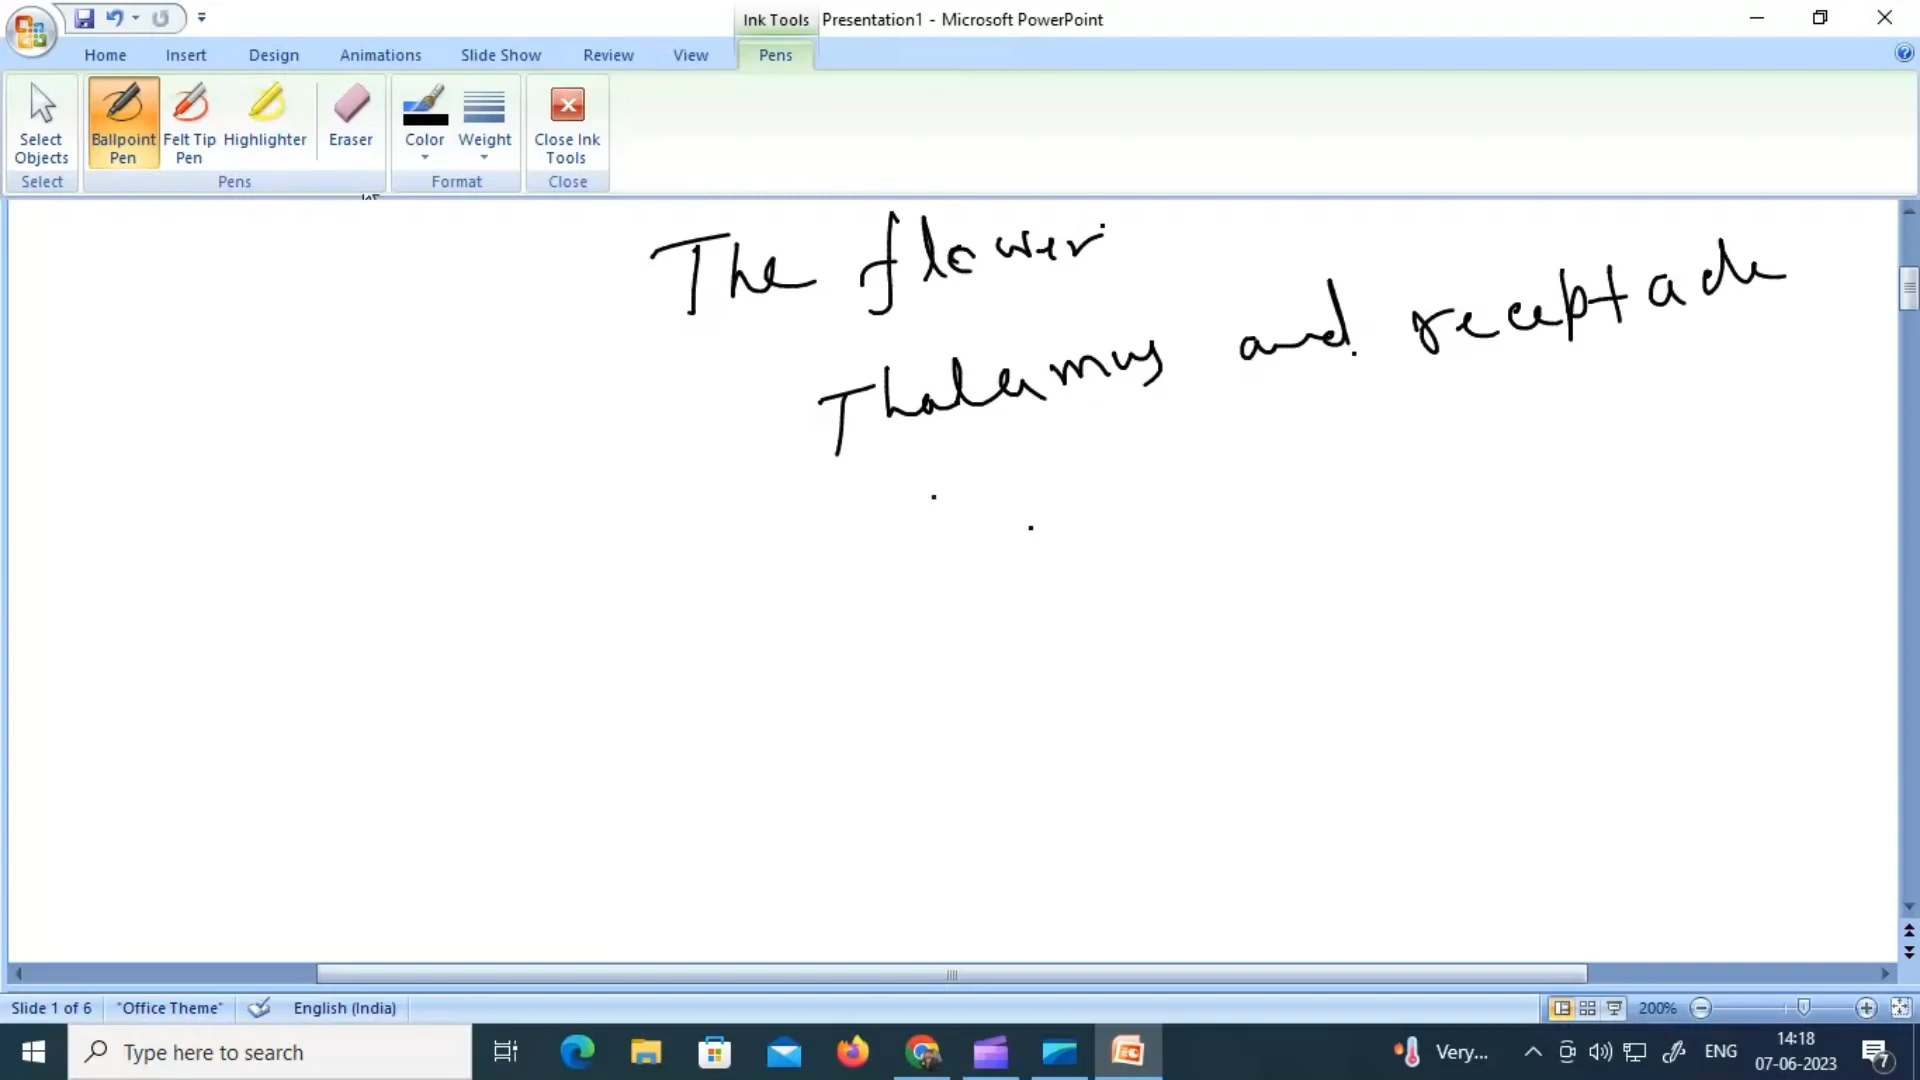 Ink Tools Presentation1 - Microsoft PowerPoint
Home Insert Design Animations Slide Show Review View Pens
Select Objects Ballpoint Pen Felt Tip Pen Highlighter Eraser Color Weight Close Ink Tools
Select Pens Format Close
The flower
Thalamus and
Slide 1 of 6 "Office Theme" English (India) 200%
Type here to search Very... ENG 14:18
07-06-2023 7